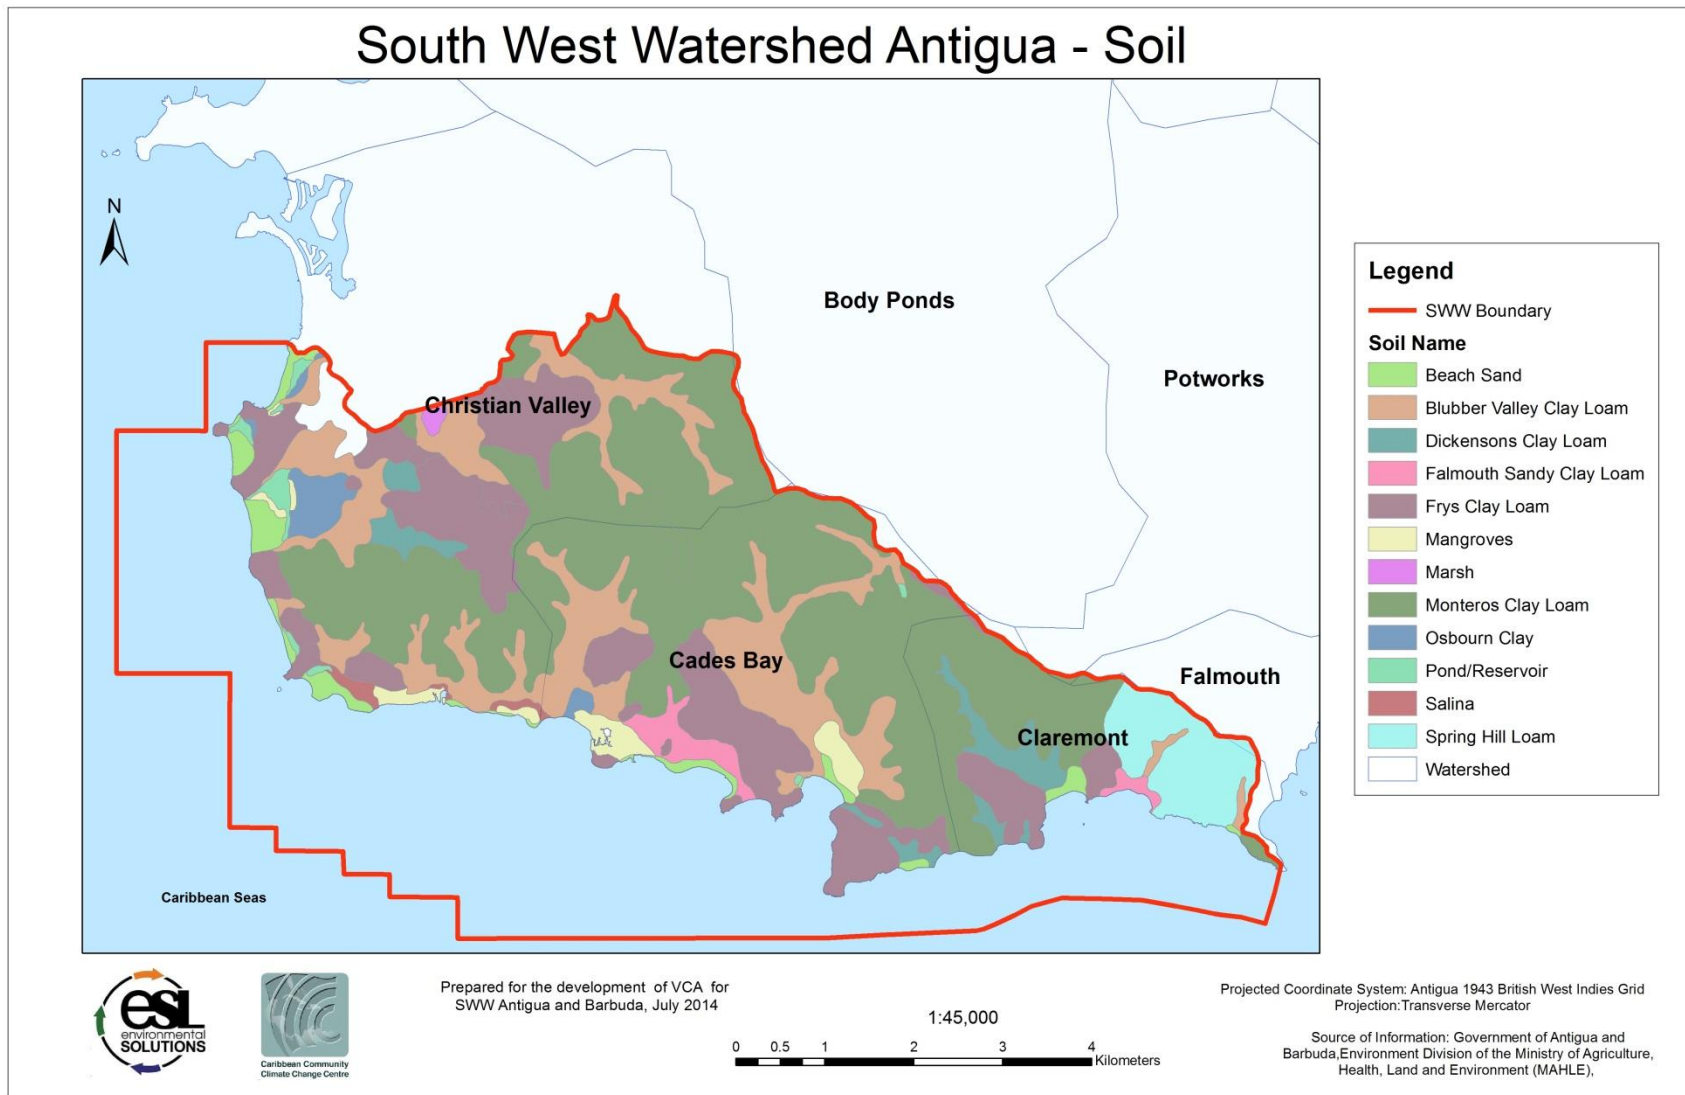 South West Watershed Antigua - Soil
N
Body Ponds
Potworks
Christian Valley
Cades Bay
Falmouth
Claremont
Caribbean Seas
Legend
SWW Boundary
Soil Name
Beach Sand
Blubber Valley Clay Loam
Dickensons Clay Loam
Falmouth Sandy Clay Loam
Frys Clay Loam
Mangroves
Marsh
Monteros Clay Loam
Osbourn Clay
Pond/Reservoir
Salina
Spring Hill Loam
Watershed
esl
environmental
SOLUTIONS
Caribbean Community
Climate Change Centre
Prepared for the development of VCA for
SWW Antigua and Barbuda, July 2014
1:45,000
0 0.5 1 2 3 4
Kilometers
Projected Coordinate System: Antigua 1943 British West Indies Grid
Projection:Transverse Mercator
Source of Information: Government of Antigua and
Barbuda,Environment Division of the Ministry of Agriculture,
Health, Land and Environment (MAHLE),